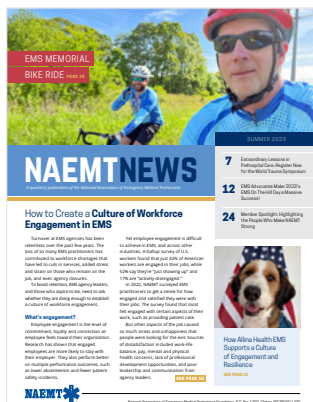 EMS MEMORIAL
BIKE RIDE PAGE 28
SUMMER 2023
NAEMTNEWS
A quarterly publication of the National Association of Emergency Medical Technicians
7 Extraordinary Lessons in
Prehospital Care: Register Now
for the World Trauma Symposium
12 EMS Advocates Make 2023's
EMS On The Hill Day a Massive
Success!
24 Member Spotlight: Highlighting
the People Who Make NAEMT
Strong
How to Create a Culture of Workforce
Engagement in EMS
Turnover at EMS agencies has been
relentless over the past few years. The
loss of so many EMS practitioners has
contributed to workforce shortages that
have led to cuts in services, added stress
and strain on those who remain on the
job, and even agency closures.
To boost retention, EMS agency leaders,
and those who aspire to be, need to ask
whether they are doing enough to establish
a culture of workforce engagement.
What's engagement?
Employee engagement is the level of
commitment, loyalty and connection an
employee feels toward their organization.
Research has shown that engaged
employees are more likely to stay with
their employer. They also perform better
on multiple performance outcomes, such
as lower absenteeism and fewer patient
safety incidents.
Yet employee engagement is difficult
to achieve in EMS, and across other
industries. A Gallup survey of U.S.
workers found that just 32% of American
workers are engaged in their jobs, while
52% say they're "just showing up" and
17% are "actively disengaged."
In 2022, NAEMT surveyed EMS
practitioners to get a sense for how
engaged and satisfied they were
with their jobs. The survey found that most
felt engaged with certain aspects of their
work, such as providing patient care.
But other aspects of the job caused
so much stress and unhappiness that
people were looking for the exit. Sources
of dissatisfaction included work-life
balance, pay, mental and physical
health concerns, lack of professional
development opportunities, and poor
leadership and communication from
agency leaders.
SEE PAGE 10
How Allina Health EMS
Supports a Culture
of Engagement and
Resilience
SEE PAGE 11
NAEMT